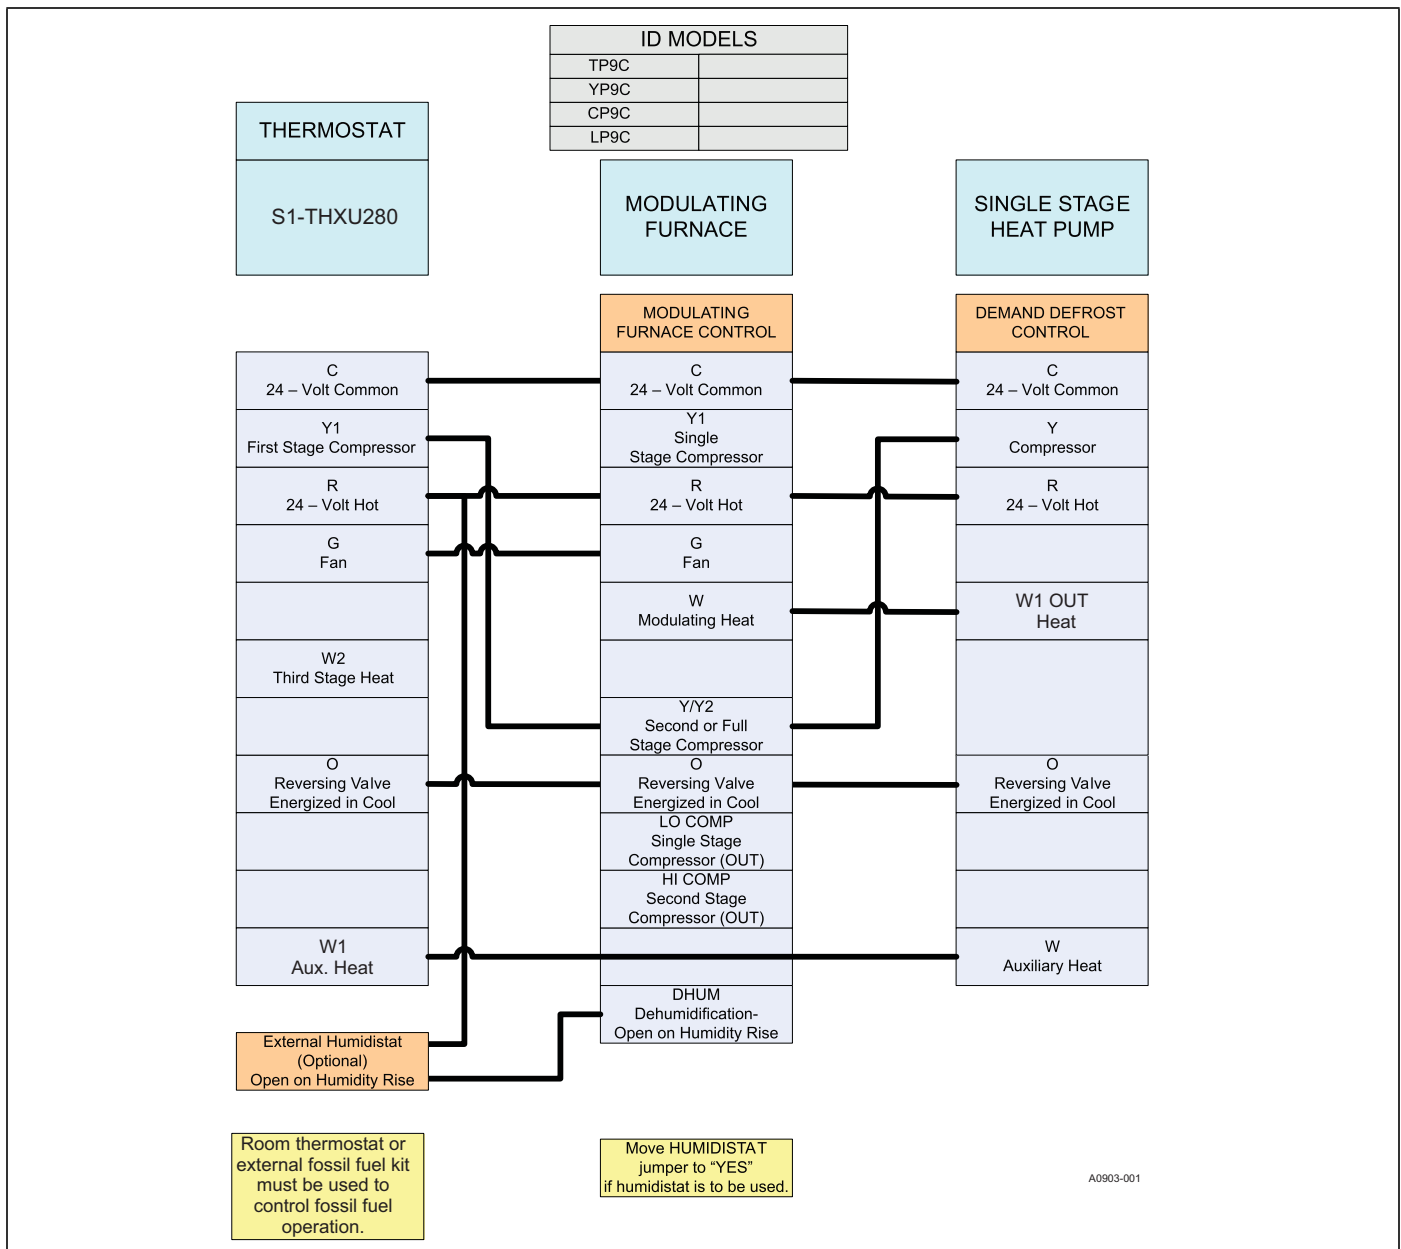 ID MODELS
TP9C
YP9C
CP9C
LP9C
THERMOSTAT
S1-THXU280
MODULATING
FURNACE
SINGLE STAGE
HEAT PUMP
MODULATING
FURNACE CONTROL
DEMAND DEFROST
CONTROL
C
24 – Volt Common
C
24 – Volt Common
C
24 – Volt Common
Y1
First Stage Compressor
Y1
Single
Stage Compressor
Y
Compressor
R
24 – Volt Hot
R
24 – Volt Hot
R
24 – Volt Hot
G
Fan
G
Fan
W
Modulating Heat
W1 OUT
Heat
W2
Third Stage Heat
Y/Y2
Second or Full
Stage Compressor
O
Reversing Valve
Energized in Cool
O
Reversing Valve
Energized in Cool
O
Reversing Valve
Energized in Cool
LO COMP
Single Stage
Compressor (OUT)
HI COMP
Second Stage
Compressor (OUT)
W1
Aux. Heat
W
Auxiliary Heat
DHUM
Dehumidification-
Open on Humidity Rise
External Humidistat
(Optional)
Open on Humidity Rise
Room thermostat or
external fossil fuel kit
must be used to
control fossil fuel
operation.
Move HUMIDISTAT
jumper to “YES”
if humidistat is to be used.
A0903-001